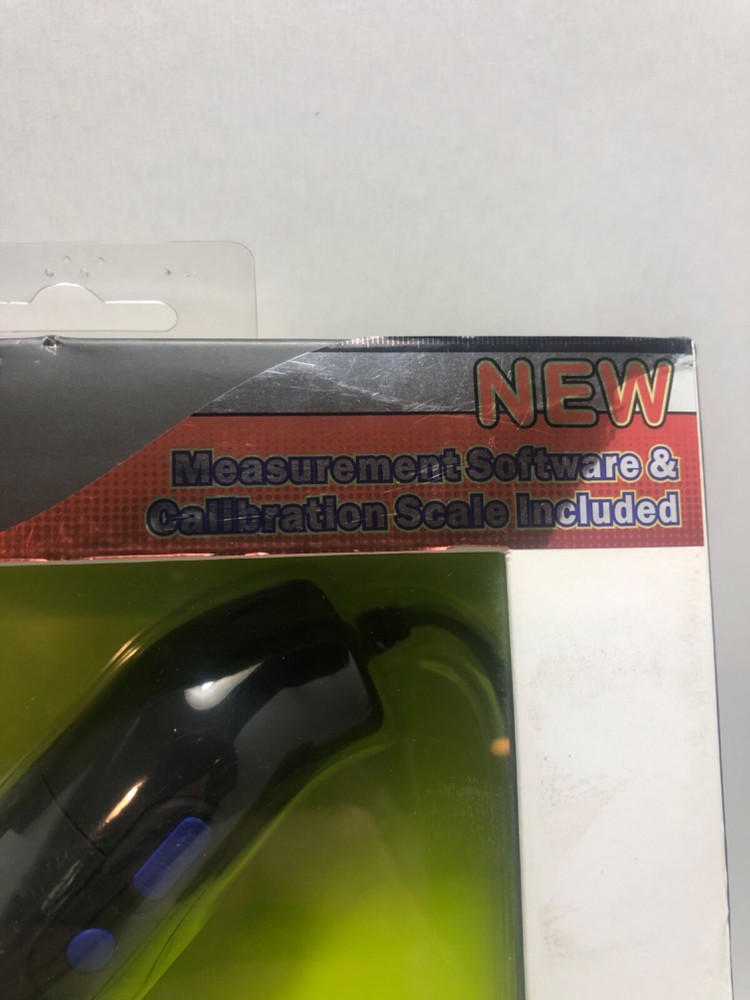 NEW
Measurement Software &
Calibration Scale Included